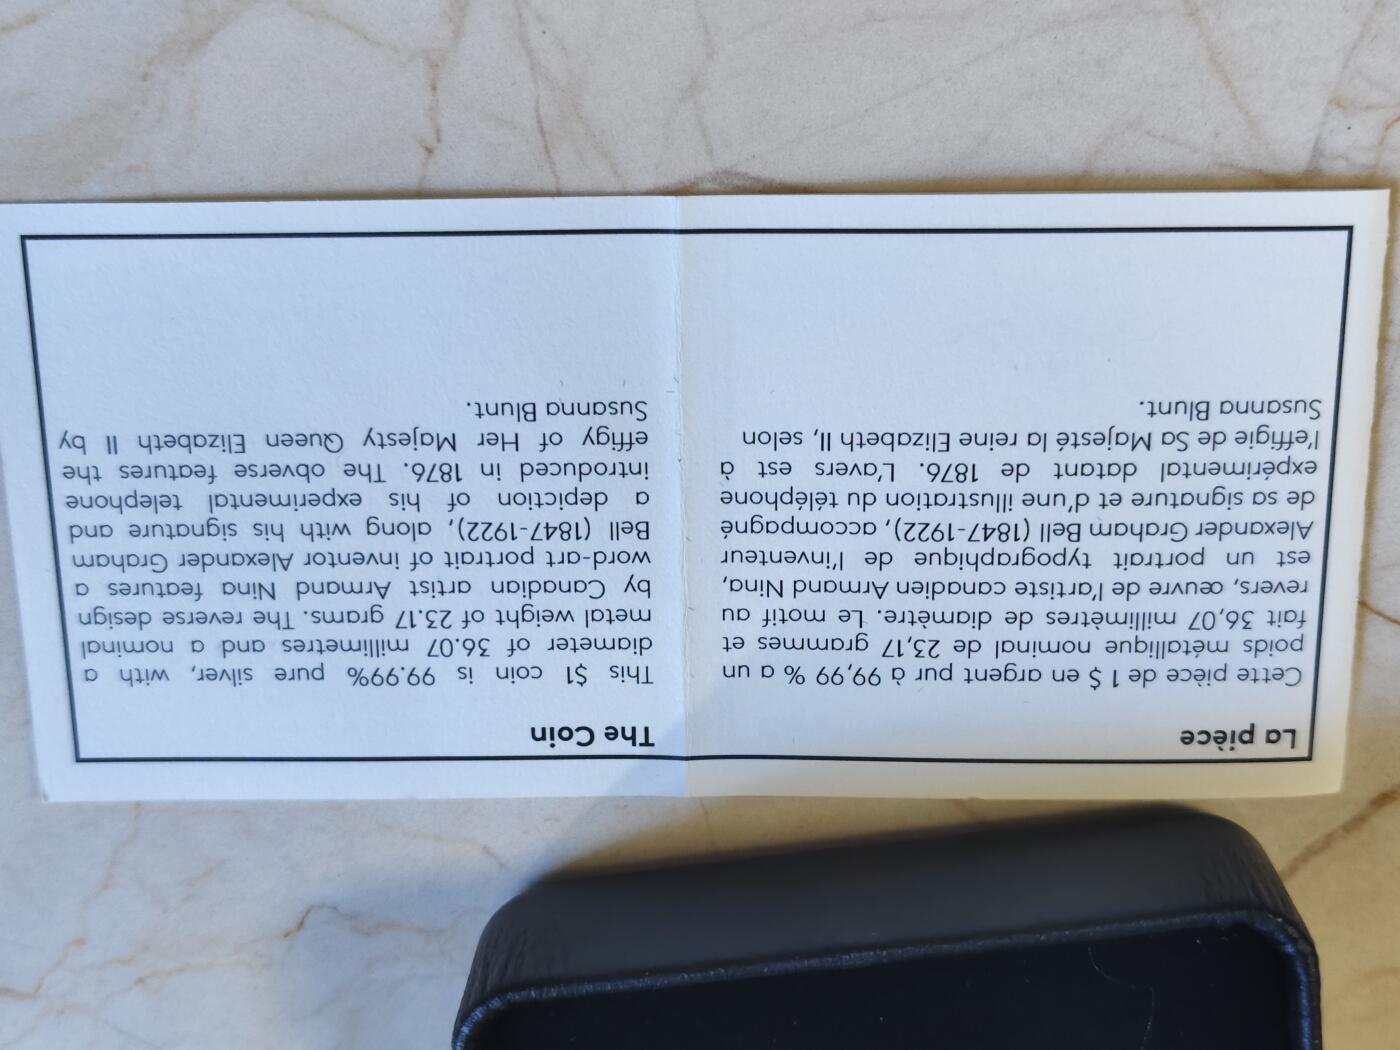 La pièce
Cette pièce de 1 $ en argent pur à 99,99 % a un
poids métallique nominal de 23,17 grammes et
fait 36,07 millimètres de diamètre. Le motif au
revers, œuvre de l'artiste canadien Armand Nina,
est un portrait typographique de l'inventeur
Alexander Graham Bell (1847-1922), accompagné
de sa signature et d'une illustration du téléphone
expérimental datant de 1876. L'avers est à
l'effigie de Sa Majesté la reine Elizabeth II, selon
Susanna Blunt.
The Coin
This $1 coin is 99.99% pure silver, with a
diameter of 36.07 millimetres and a nominal
metal weight of 23.17 grams. The reverse design
by Canadian artist Armand Nina features a
word-art portrait of inventor Alexander Graham
Bell (1847-1922), along with his signature and
a depiction of his experimental telephone
introduced in 1876. The obverse features the
effigy of Her Majesty Queen Elizabeth II by
Susanna Blunt.